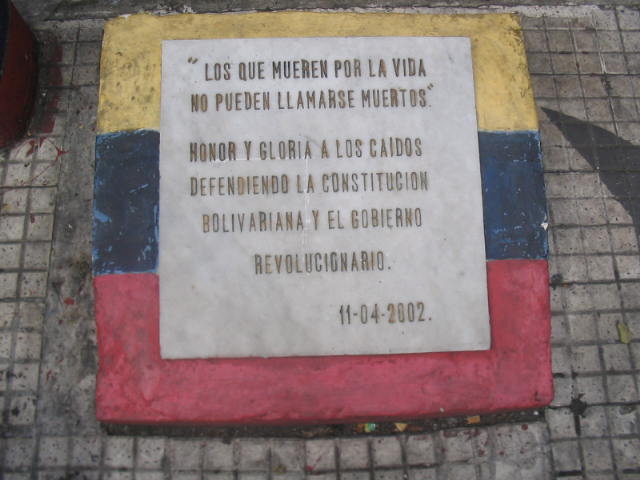 "LOS QUE MUEREN POR LA VIDA
NO PUEDEN LLAMARSE MUERTOS."
HONOR Y GLORIA A LOS CAIDOS
DEFENDIENDO LA CONSTITUCION
BOLIVARIANA Y EL GOBIERNO
REVOLUCIONARIO.
11-04-2002.